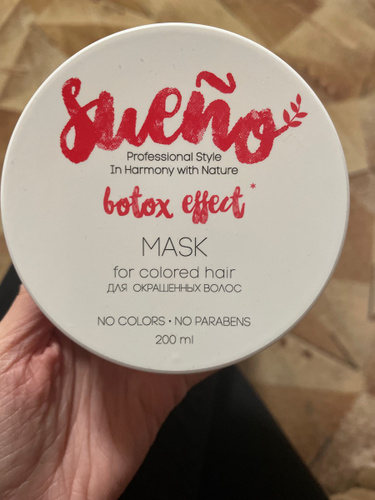 Sueño
Professional Style
In Harmony with Nature
botox effect*
MASK
for colored hair
ДЛЯ ОКРАШЕННЫХ ВОЛОС
NO COLORS • NO PARABENS
200 ml